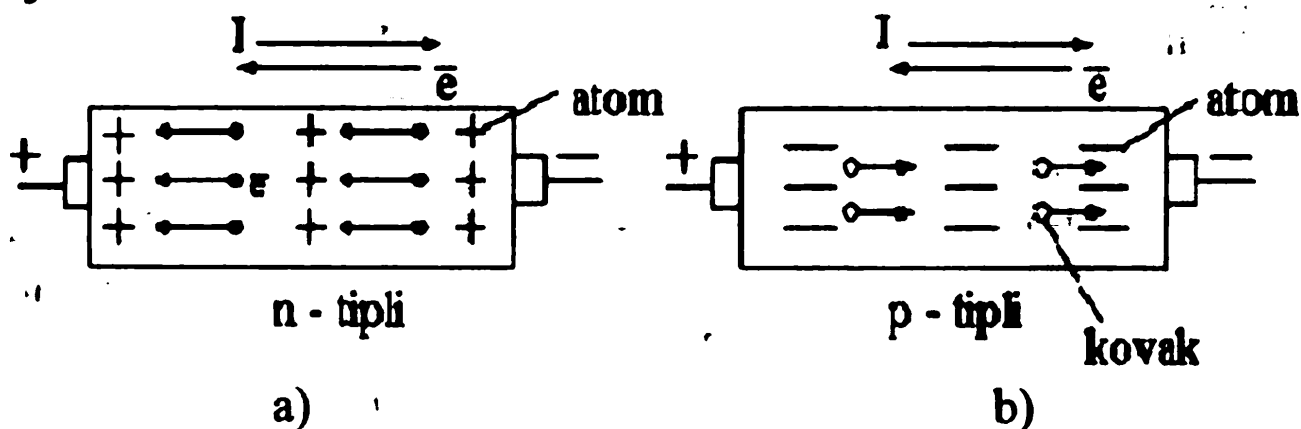 I I
ē ē
atom atom
+ + + + − + −
ē
n - tipli p - tipli
kovak
a) b)